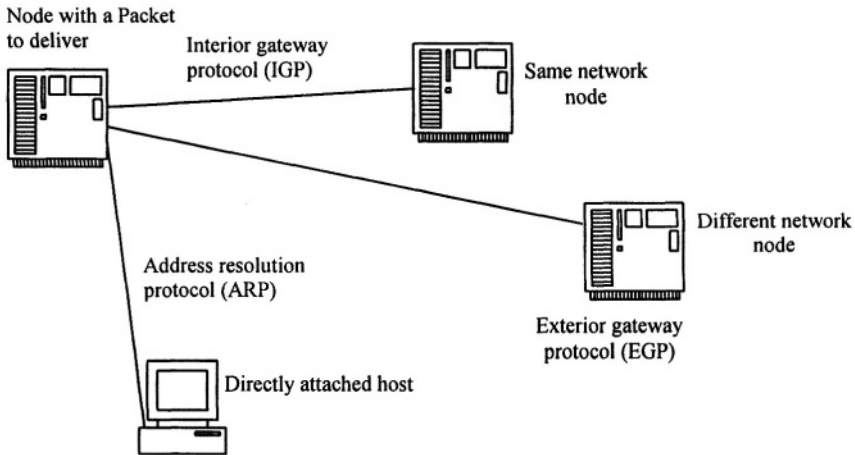 Node with a Packet
to deliver
Interior gateway
protocol (IGP)
Same network
node
Different network
node
Address resolution
protocol (ARP)
Exterior gateway
protocol (EGP)
Directly attached host